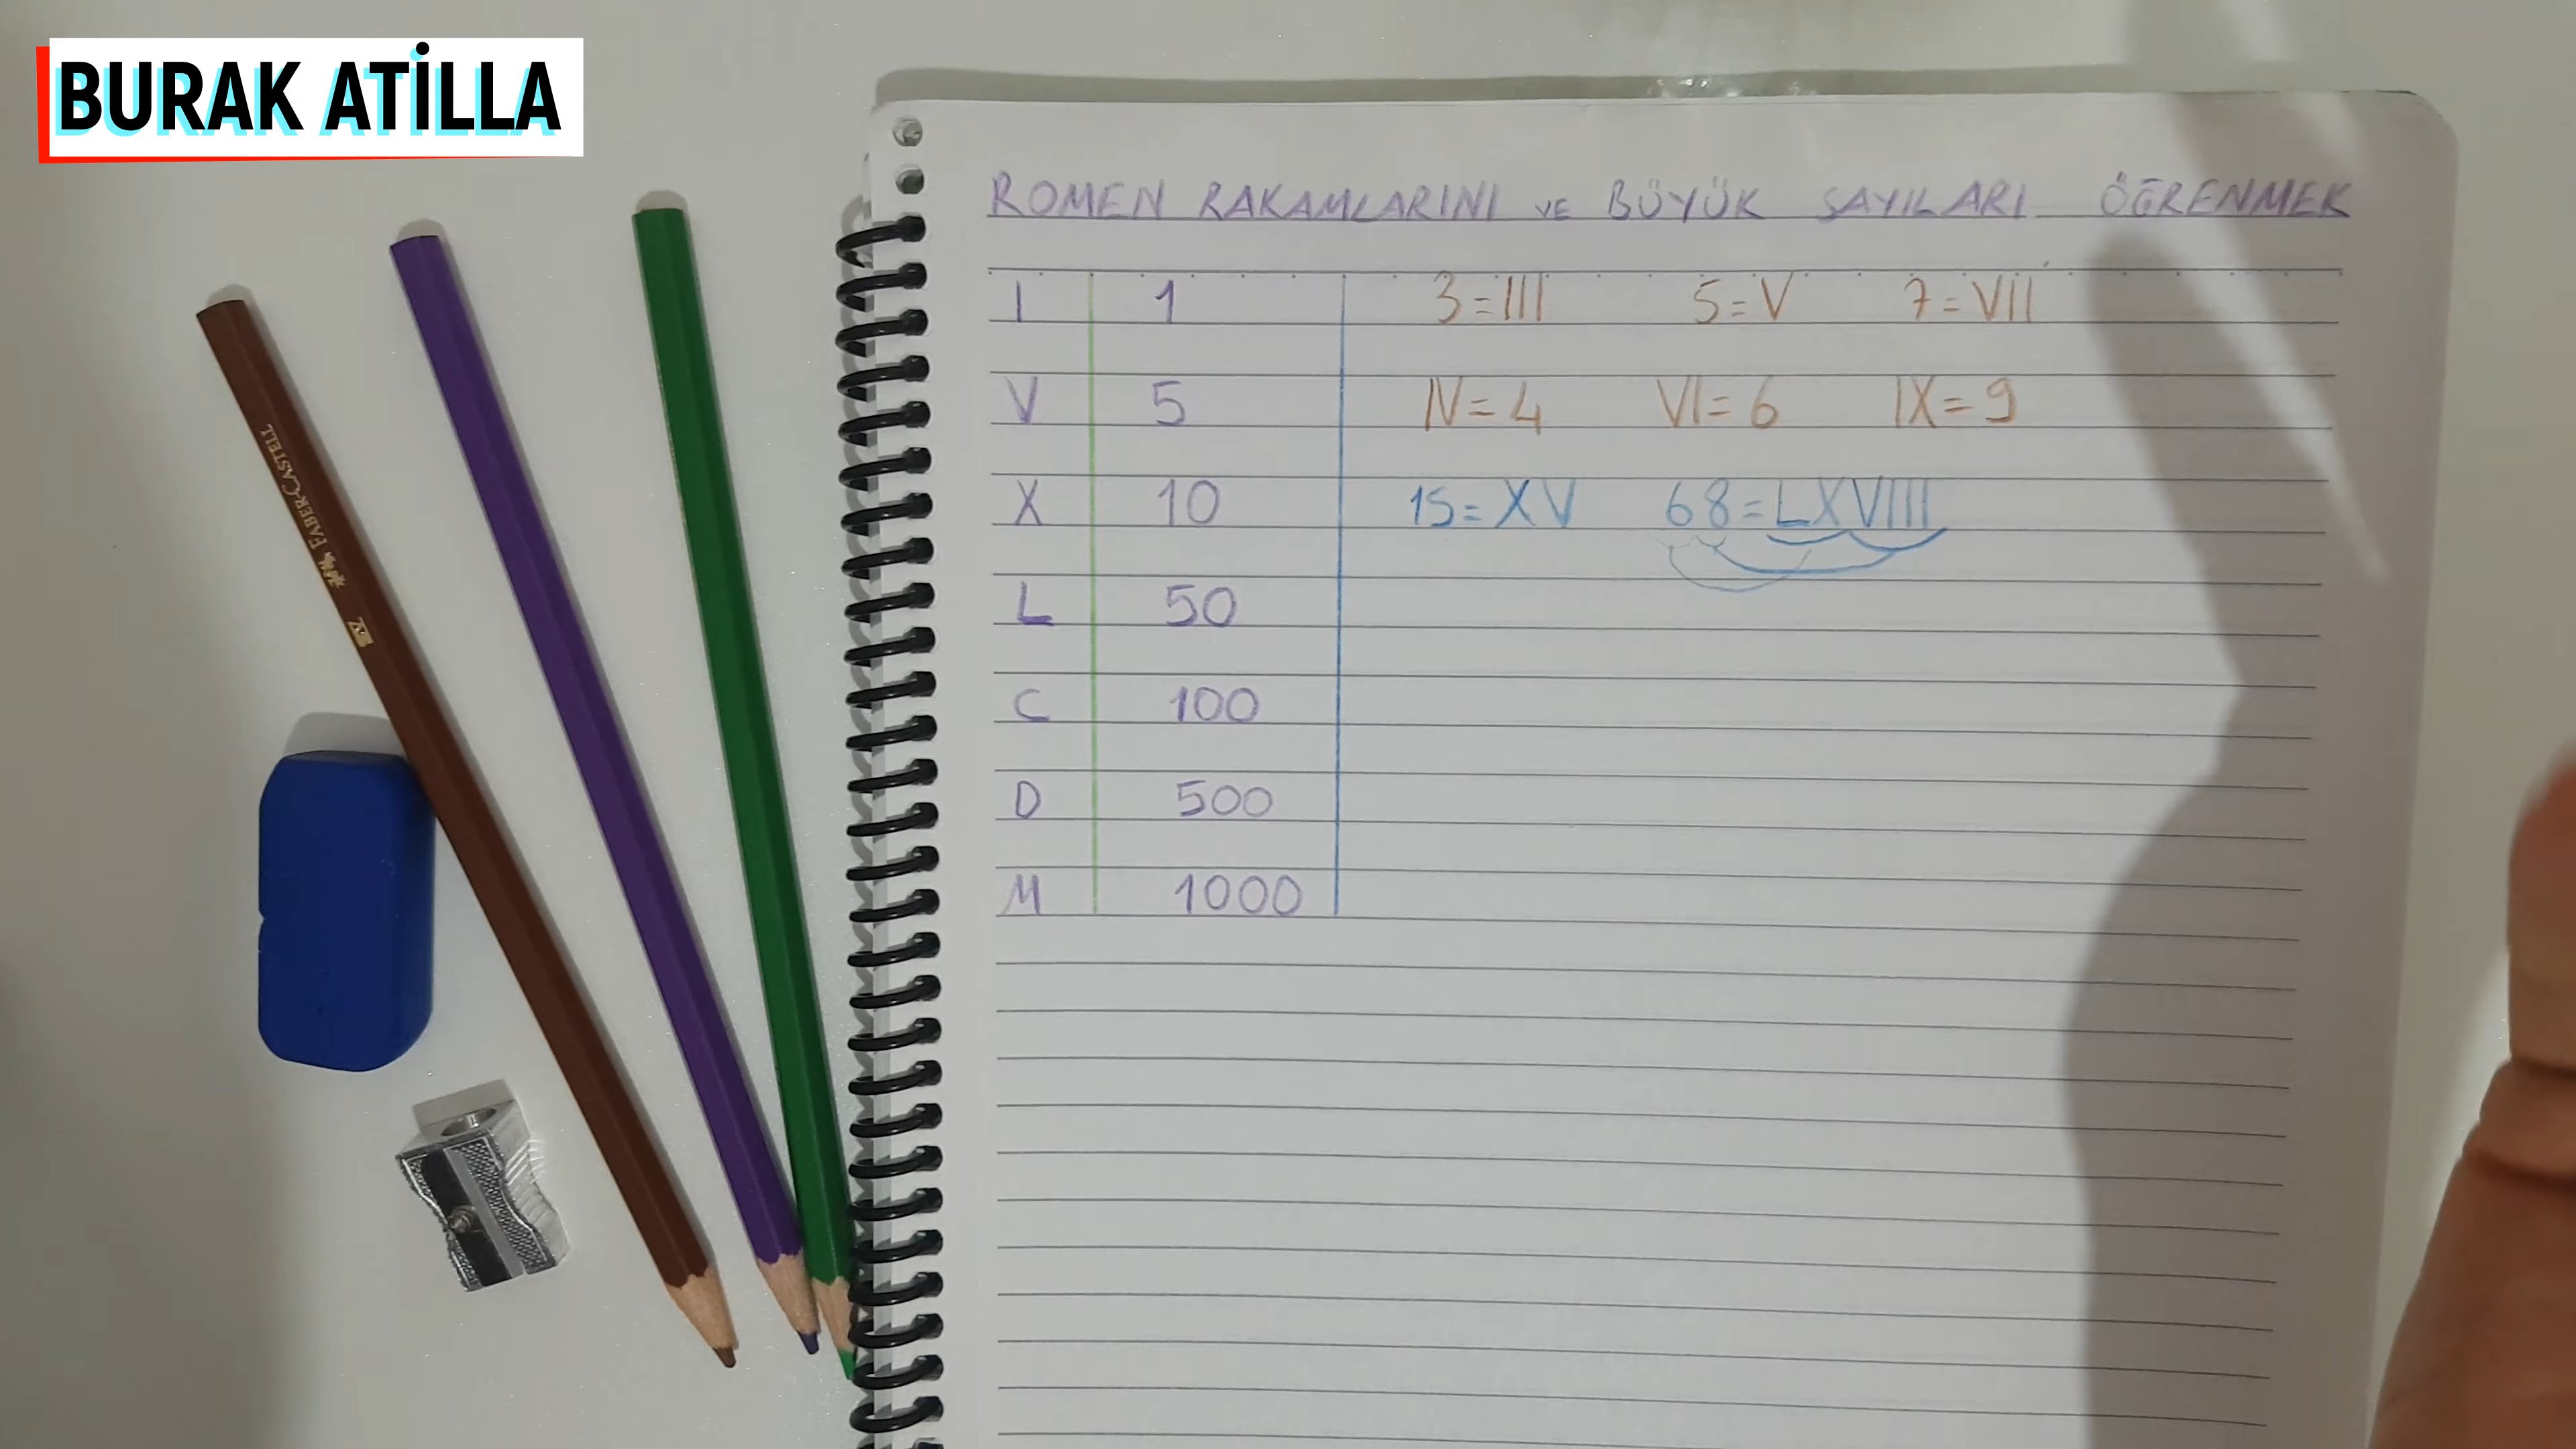 BURAK ATİLLA
ROMEN RAKAMLARINI VE BÜYÜK SAYILARI ÖĞRENMEK
I 1 3=III 5=V 7=VII
V 5 IV=4 VI=6 IX=9
X 10 15=XV 68=LXVIII
L 50
C 100
D 500
M 1000
FABER-CASTELL